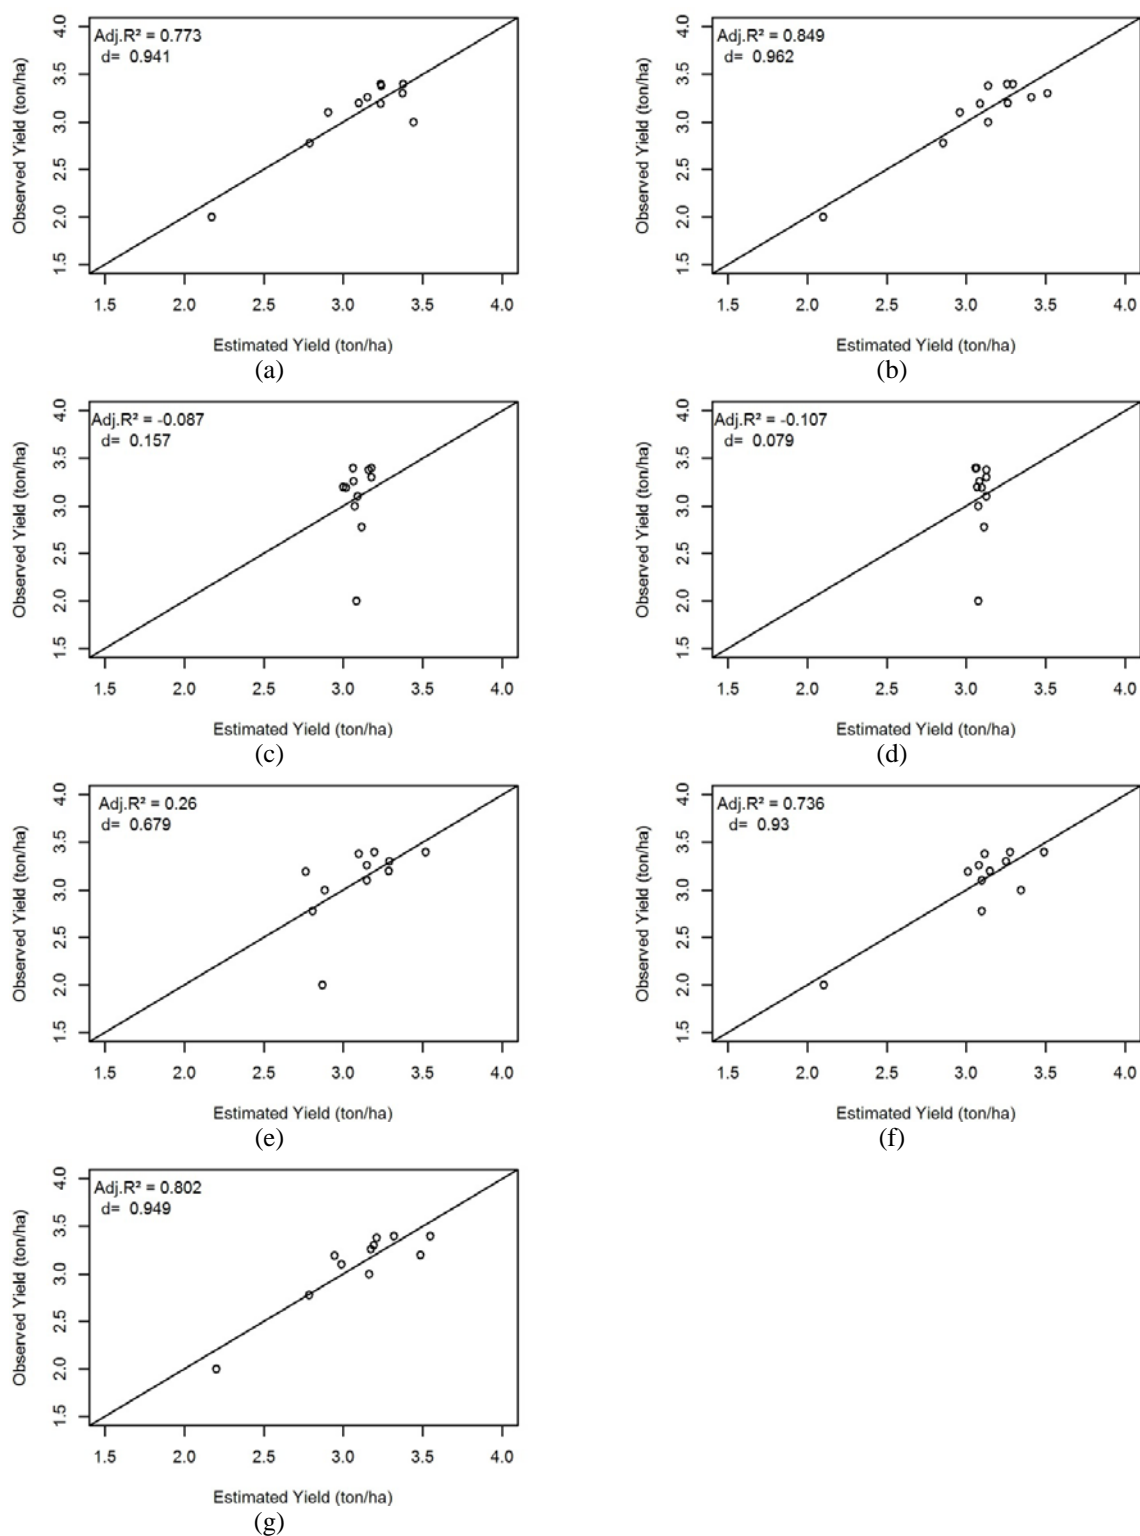 Adj.R² = 0.773
d= 0.941
Observed Yield (ton/ha)
4.0
3.5
3.0
2.5
2.0
1.5
1.5 2.0 2.5 3.0 3.5 4.0
Estimated Yield (ton/ha)
(a)
Adj.R² = 0.849
d= 0.962
Observed Yield (ton/ha)
4.0
3.5
3.0
2.5
2.0
1.5
1.5 2.0 2.5 3.0 3.5 4.0
Estimated Yield (ton/ha)
(b)
Adj.R² = -0.087
d= 0.157
Observed Yield (ton/ha)
4.0
3.5
3.0
2.5
2.0
1.5
1.5 2.0 2.5 3.0 3.5 4.0
Estimated Yield (ton/ha)
(c)
Adj.R² = -0.107
d= 0.079
Observed Yield (ton/ha)
4.0
3.5
3.0
2.5
2.0
1.5
1.5 2.0 2.5 3.0 3.5 4.0
Estimated Yield (ton/ha)
(d)
Adj.R² = 0.26
d= 0.679
Observed Yield (ton/ha)
4.0
3.5
3.0
2.5
2.0
1.5
1.5 2.0 2.5 3.0 3.5 4.0
Estimated Yield (ton/ha)
(e)
Adj.R² = 0.736
d= 0.93
Observed Yield (ton/ha)
4.0
3.5
3.0
2.5
2.0
1.5
1.5 2.0 2.5 3.0 3.5 4.0
Estimated Yield (ton/ha)
(f)
Adj.R² = 0.802
d= 0.949
Observed Yield (ton/ha)
4.0
3.5
3.0
2.5
2.0
1.5
1.5 2.0 2.5 3.0 3.5 4.0
Estimated Yield (ton/ha)
(g)